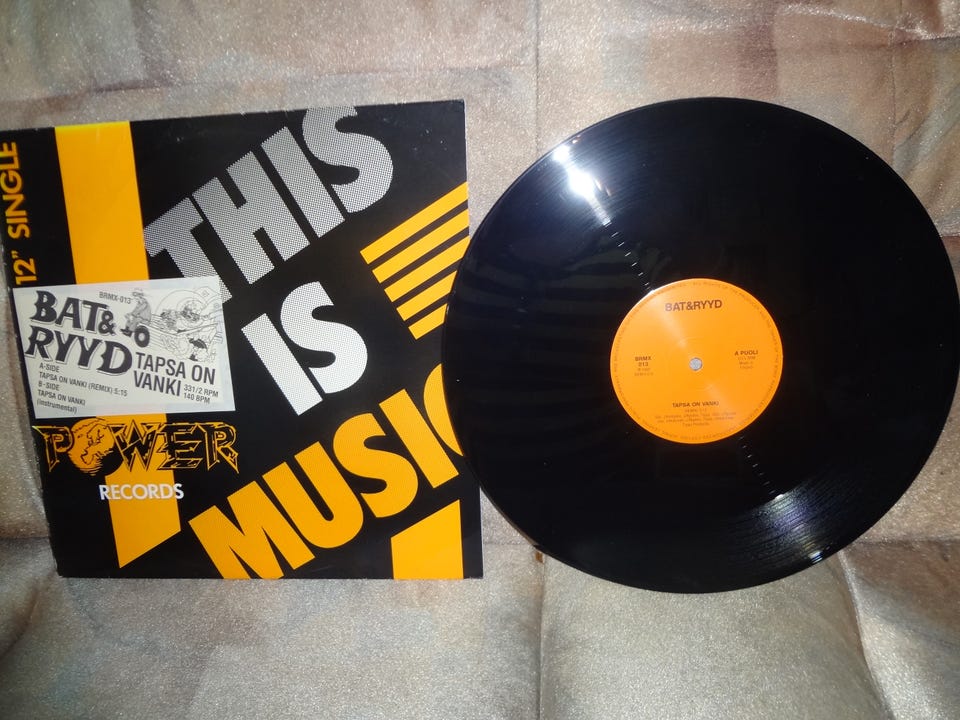 12" SINGLE
THIS
IS
MUSIC
BRMX-013
BAT&
RYYD
TAPSA ON
VANKI
A-SIDE
TAPSA ON VANKI (REMIX) 5:15
B-SIDE
TAPSA ON VANKI
(instrumental)
33 1/2 RPM
140 BPM
POWER
RECORDS
BAT&RYYD
BRMX
013
A PUOLI
TAPSA ON VANKI